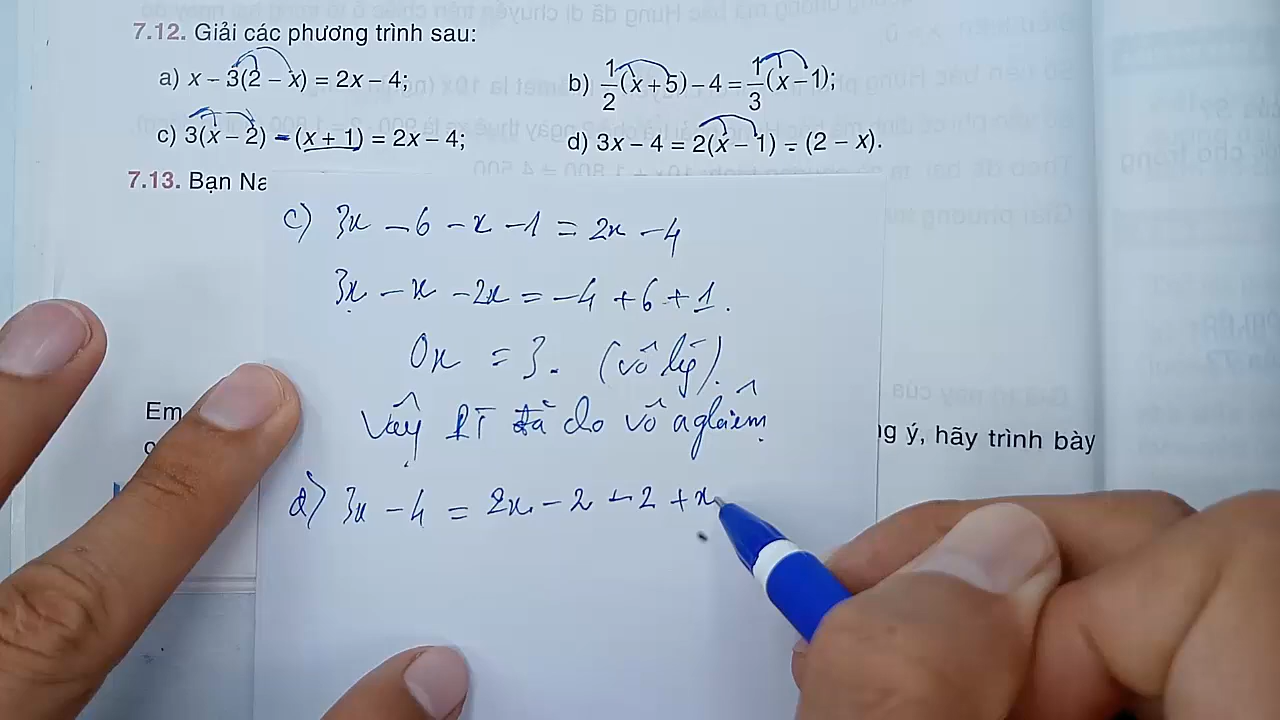 7.12. Giải các phương trình sau:
a) x – 3(2 – x) = 2x – 4;
b) 1/2(x + 5) – 4 = 1/3(x – 1);
c) 3(x – 2) – (x + 1) = 2x – 4;
d) 3x – 4 = 2(x – 1) – (2 – x).
7.13. Bạn Na
c) 3x – 6 – x – 1 = 2x – 4
3x – x – 2x = –4 + 6 + 1.
0x = 3. (vô lý).
Vậy PT đã cho vô nghiệm
d) 3x – 4 = 2x – 2 – 2 + x
Em
ng ý, hãy trình bày